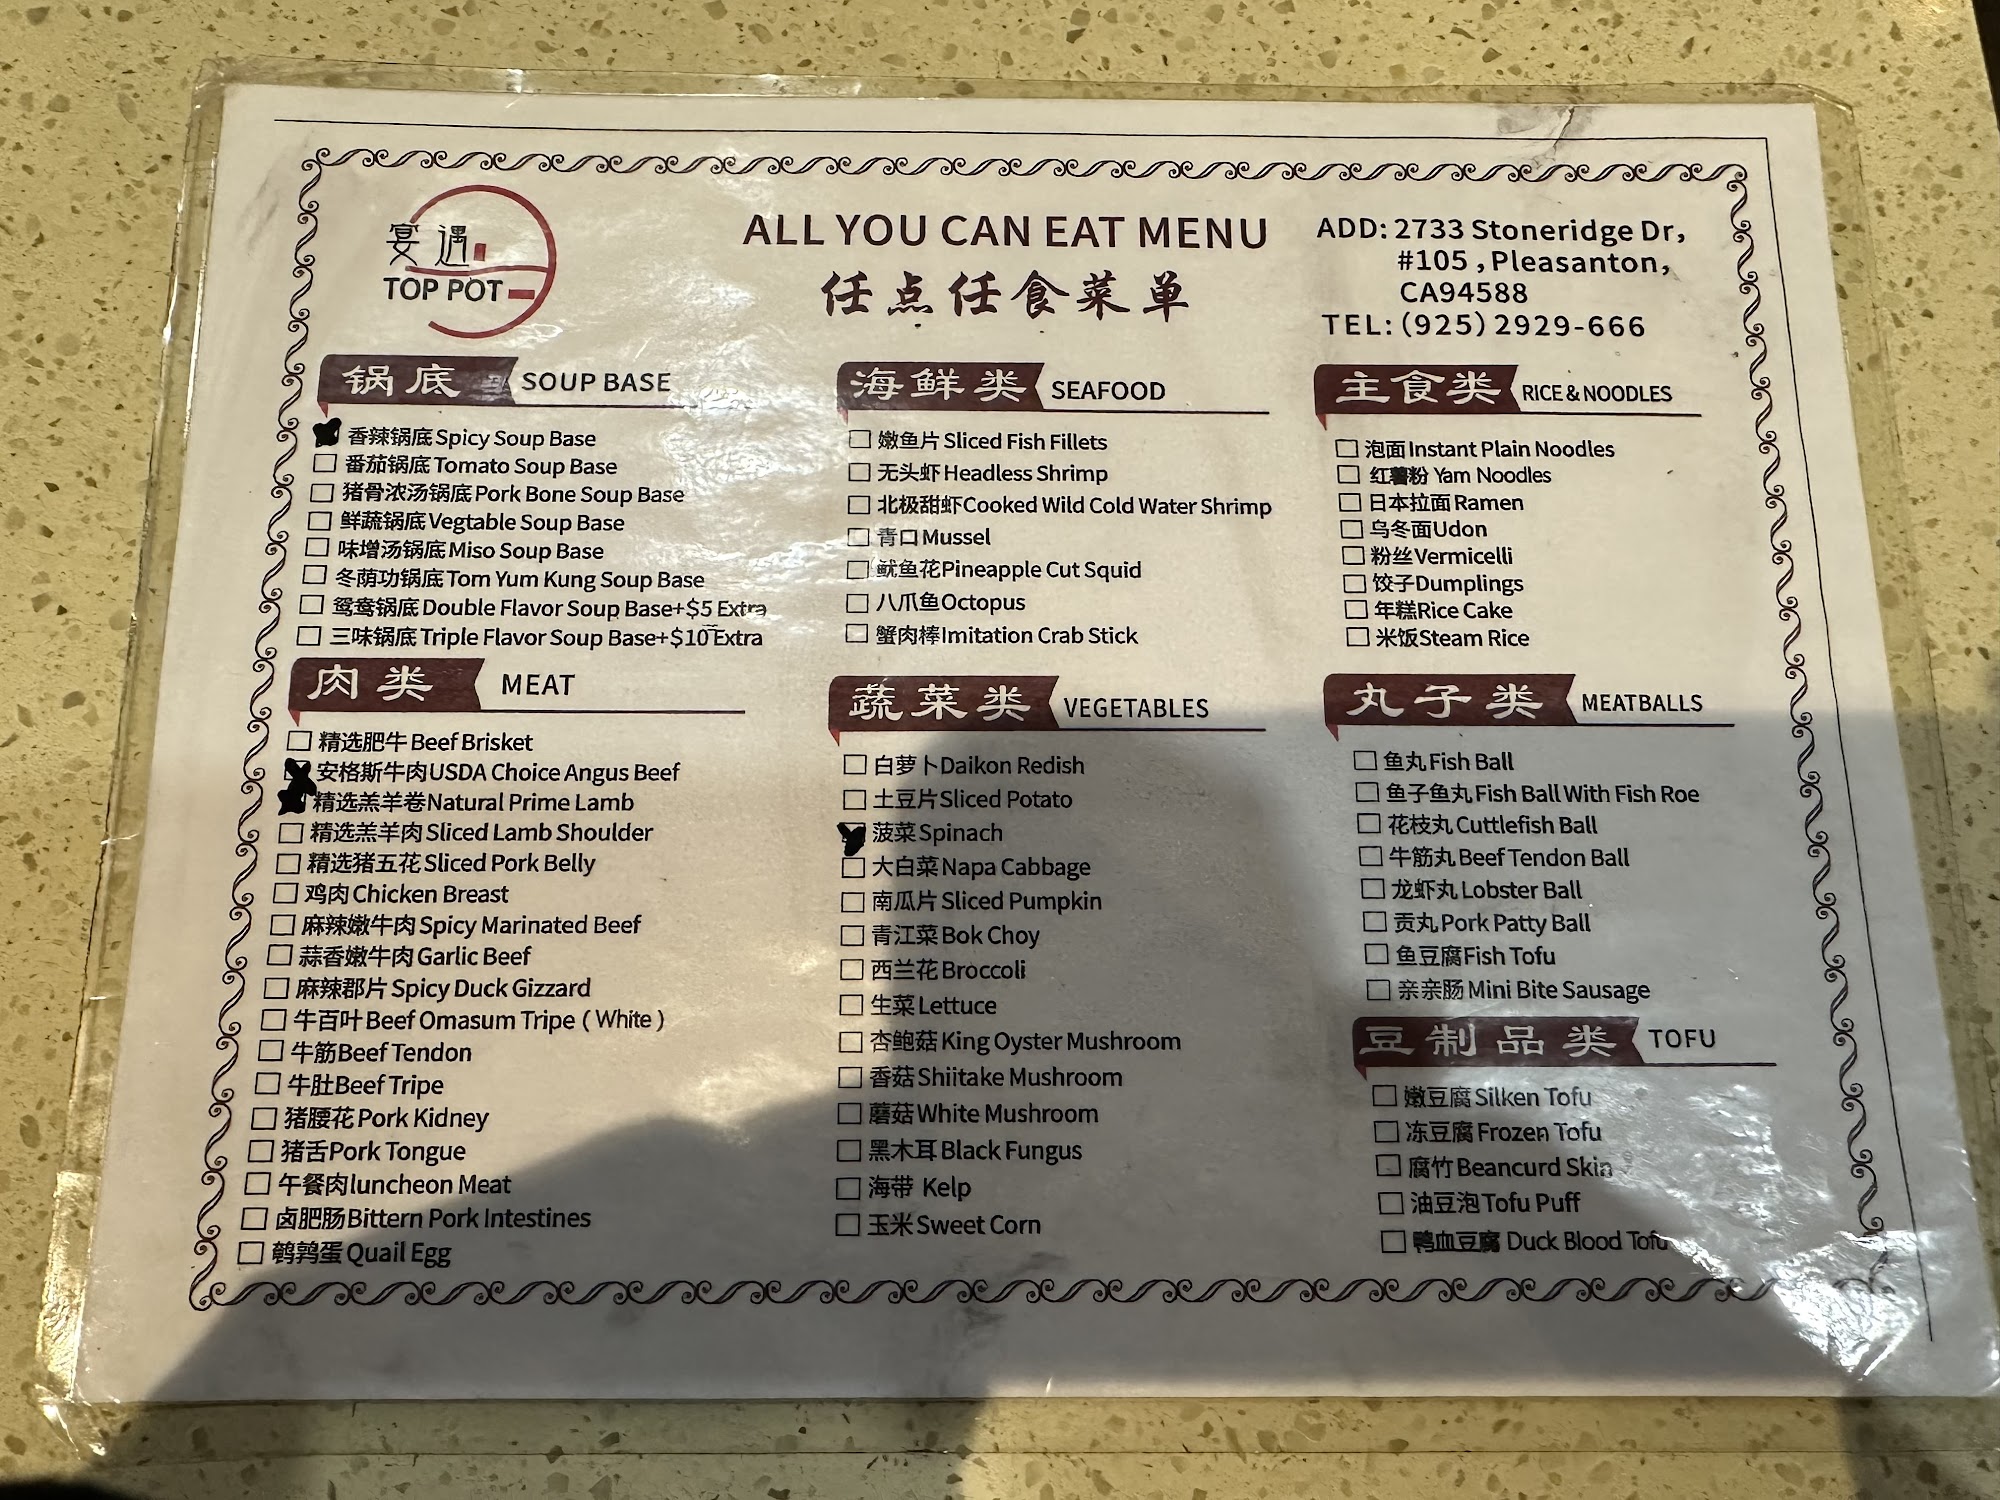 宴遇
TOP POT
ALL YOU CAN EAT MENU
任点任食菜单
ADD: 2733 Stoneridge Dr,
#105 , Pleasanton,
CA94588
TEL: (925) 2929-666
锅底 SOUP BASE
香辣锅底 Spicy Soup Base
番茄锅底 Tomato Soup Base
猪骨浓汤锅底 Pork Bone Soup Base
鲜蔬锅底 Vegtable Soup Base
味增汤锅底 Miso Soup Base
冬荫功锅底 Tom Yum Kung Soup Base
鸳鸯锅底 Double Flavor Soup Base+$5 Extra
三味锅底 Triple Flavor Soup Base+$10 Extra
肉类 MEAT
精选肥牛 Beef Brisket
安格斯牛肉 USDA Choice Angus Beef
精选羔羊卷 Natural Prime Lamb
精选羔羊肉 Sliced Lamb Shoulder
精选猪五花 Sliced Pork Belly
鸡肉 Chicken Breast
麻辣嫩牛肉 Spicy Marinated Beef
蒜香嫩牛肉 Garlic Beef
麻辣郡片 Spicy Duck Gizzard
牛百叶 Beef Omasum Tripe ( White )
牛筋 Beef Tendon
牛肚 Beef Tripe
猪腰花 Pork Kidney
猪舌 Pork Tongue
午餐肉 luncheon Meat
卤肥肠 Bittern Pork Intestines
鹌鹑蛋 Quail Egg
海鲜类 SEAFOOD
嫩鱼片 Sliced Fish Fillets
无头虾 Headless Shrimp
北极甜虾 Cooked Wild Cold Water Shrimp
青口 Mussel
鱿鱼花 Pineapple Cut Squid
八爪鱼 Octopus
蟹肉棒 Imitation Crab Stick
蔬菜类 VEGETABLES
白萝卜 Daikon Redish
土豆片 Sliced Potato
菠菜 Spinach
大白菜 Napa Cabbage
南瓜片 Sliced Pumpkin
青江菜 Bok Choy
西兰花 Broccoli
生菜 Lettuce
杏鲍菇 King Oyster Mushroom
香菇 Shiitake Mushroom
蘑菇 White Mushroom
黑木耳 Black Fungus
海带 Kelp
玉米 Sweet Corn
主食类 RICE & NOODLES
泡面 Instant Plain Noodles
红薯粉 Yam Noodles
日本拉面 Ramen
乌冬面 Udon
粉丝 Vermicelli
饺子 Dumplings
年糕 Rice Cake
米饭 Steam Rice
丸子类 MEATBALLS
鱼丸 Fish Ball
鱼子鱼丸 Fish Ball With Fish Roe
花枝丸 Cuttlefish Ball
牛筋丸 Beef Tendon Ball
龙虾丸 Lobster Ball
贡丸 Pork Patty Ball
鱼豆腐 Fish Tofu
亲亲肠 Mini Bite Sausage
豆制品类 TOFU
嫩豆腐 Silken Tofu
冻豆腐 Frozen Tofu
腐竹 Beancurd Skin
油豆泡 Tofu Puff
鸭血豆腐 Duck Blood Tofu